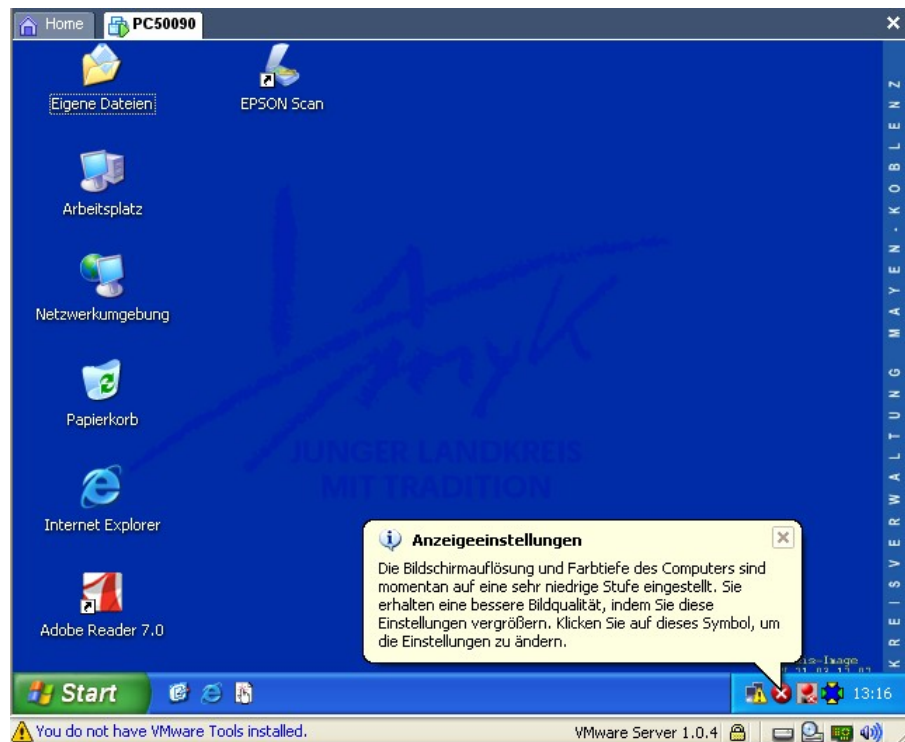 Home
PC50090
Eigene Dateien
EPSON Scan
Arbeitsplatz
Netzwerkumgebung
Papierkorb
Internet Explorer
Adobe Reader 7.0
myk
JUNGER LANDKREIS
MIT TRADITION
KREISVERWALTUNG MAYEN-KOBLENZ
Anzeigeeinstellungen
Die Bildschirmauflösung und Farbtiefe des Computers sind
momentan auf eine sehr niedrige Stufe eingestellt. Sie
erhalten eine bessere Bildqualität, indem Sie diese
Einstellungen vergrößern. Klicken Sie auf dieses Symbol, um
die Einstellungen zu ändern.
Start
13:16
You do not have VMware Tools installed.
VMware Server 1.0.4